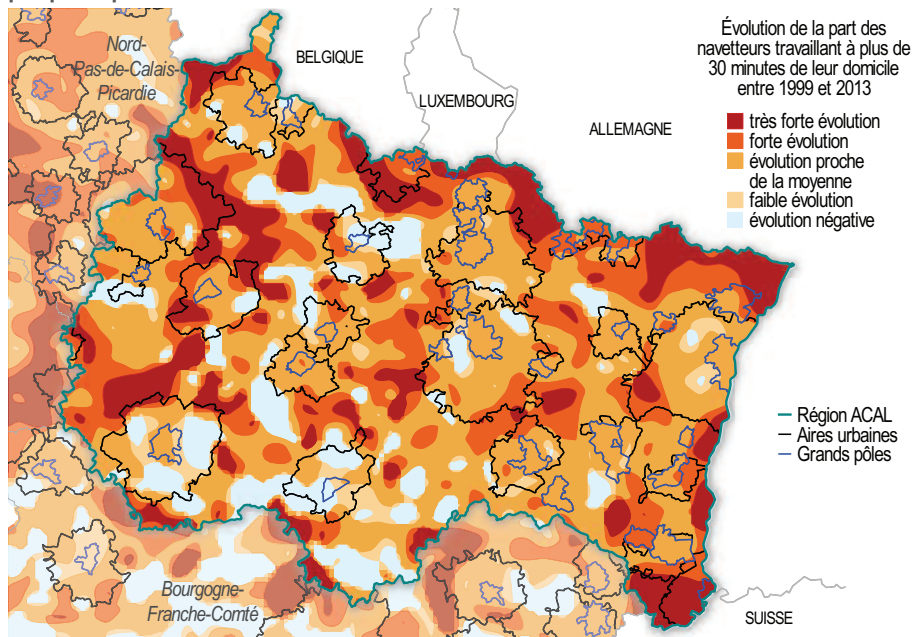 Nord-
Pas-de-Calais-
Picardie
BELGIQUE
LUXEMBOURG
ALLEMAGNE
Évolution de la part des
navetteurs travaillant à plus de
30 minutes de leur domicile
entre 1999 et 2013
très forte évolution
forte évolution
évolution proche
de la moyenne
faible évolution
évolution négative
Région ACAL
Aires urbaines
Grands pôles
Bourgogne-
Franche-Comté
SUISSE